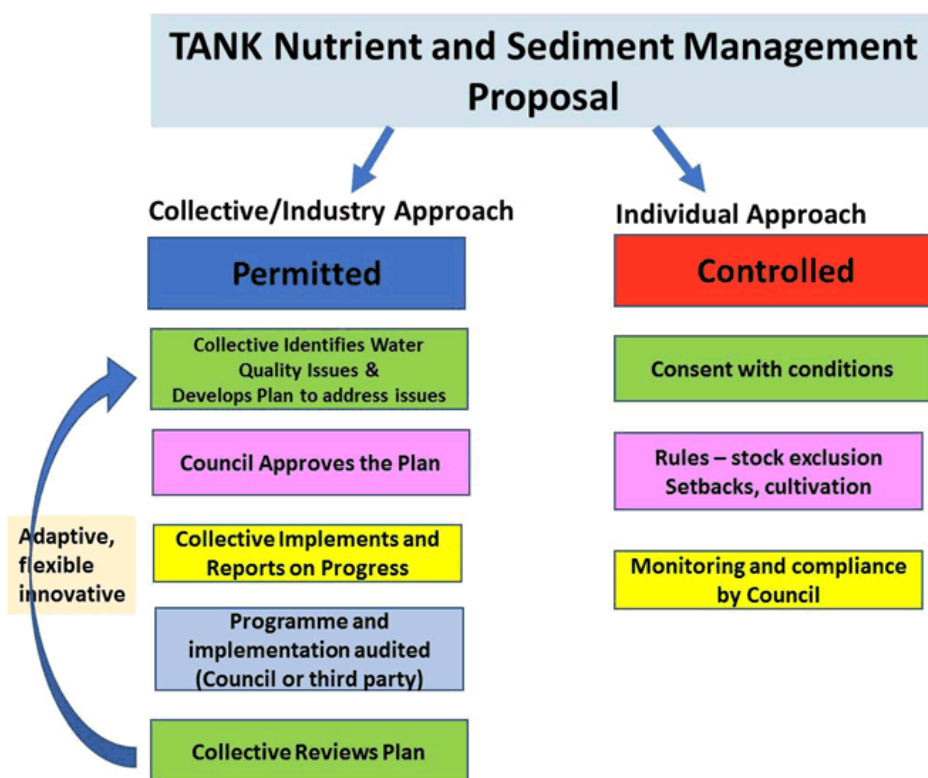 TANK Nutrient and Sediment Management
Proposal
Collective/Industry Approach
Permitted
Collective Identifies Water
Quality Issues &
Develops Plan to address issues
Council Approves the Plan
Collective Implements and
Reports on Progress
Programme and
implementation audited
(Council or third party)
Collective Reviews Plan
Adaptive,
flexible
innovative
Individual Approach
Controlled
Consent with conditions
Rules – stock exclusion
Setbacks, cultivation
Monitoring and compliance
by Council